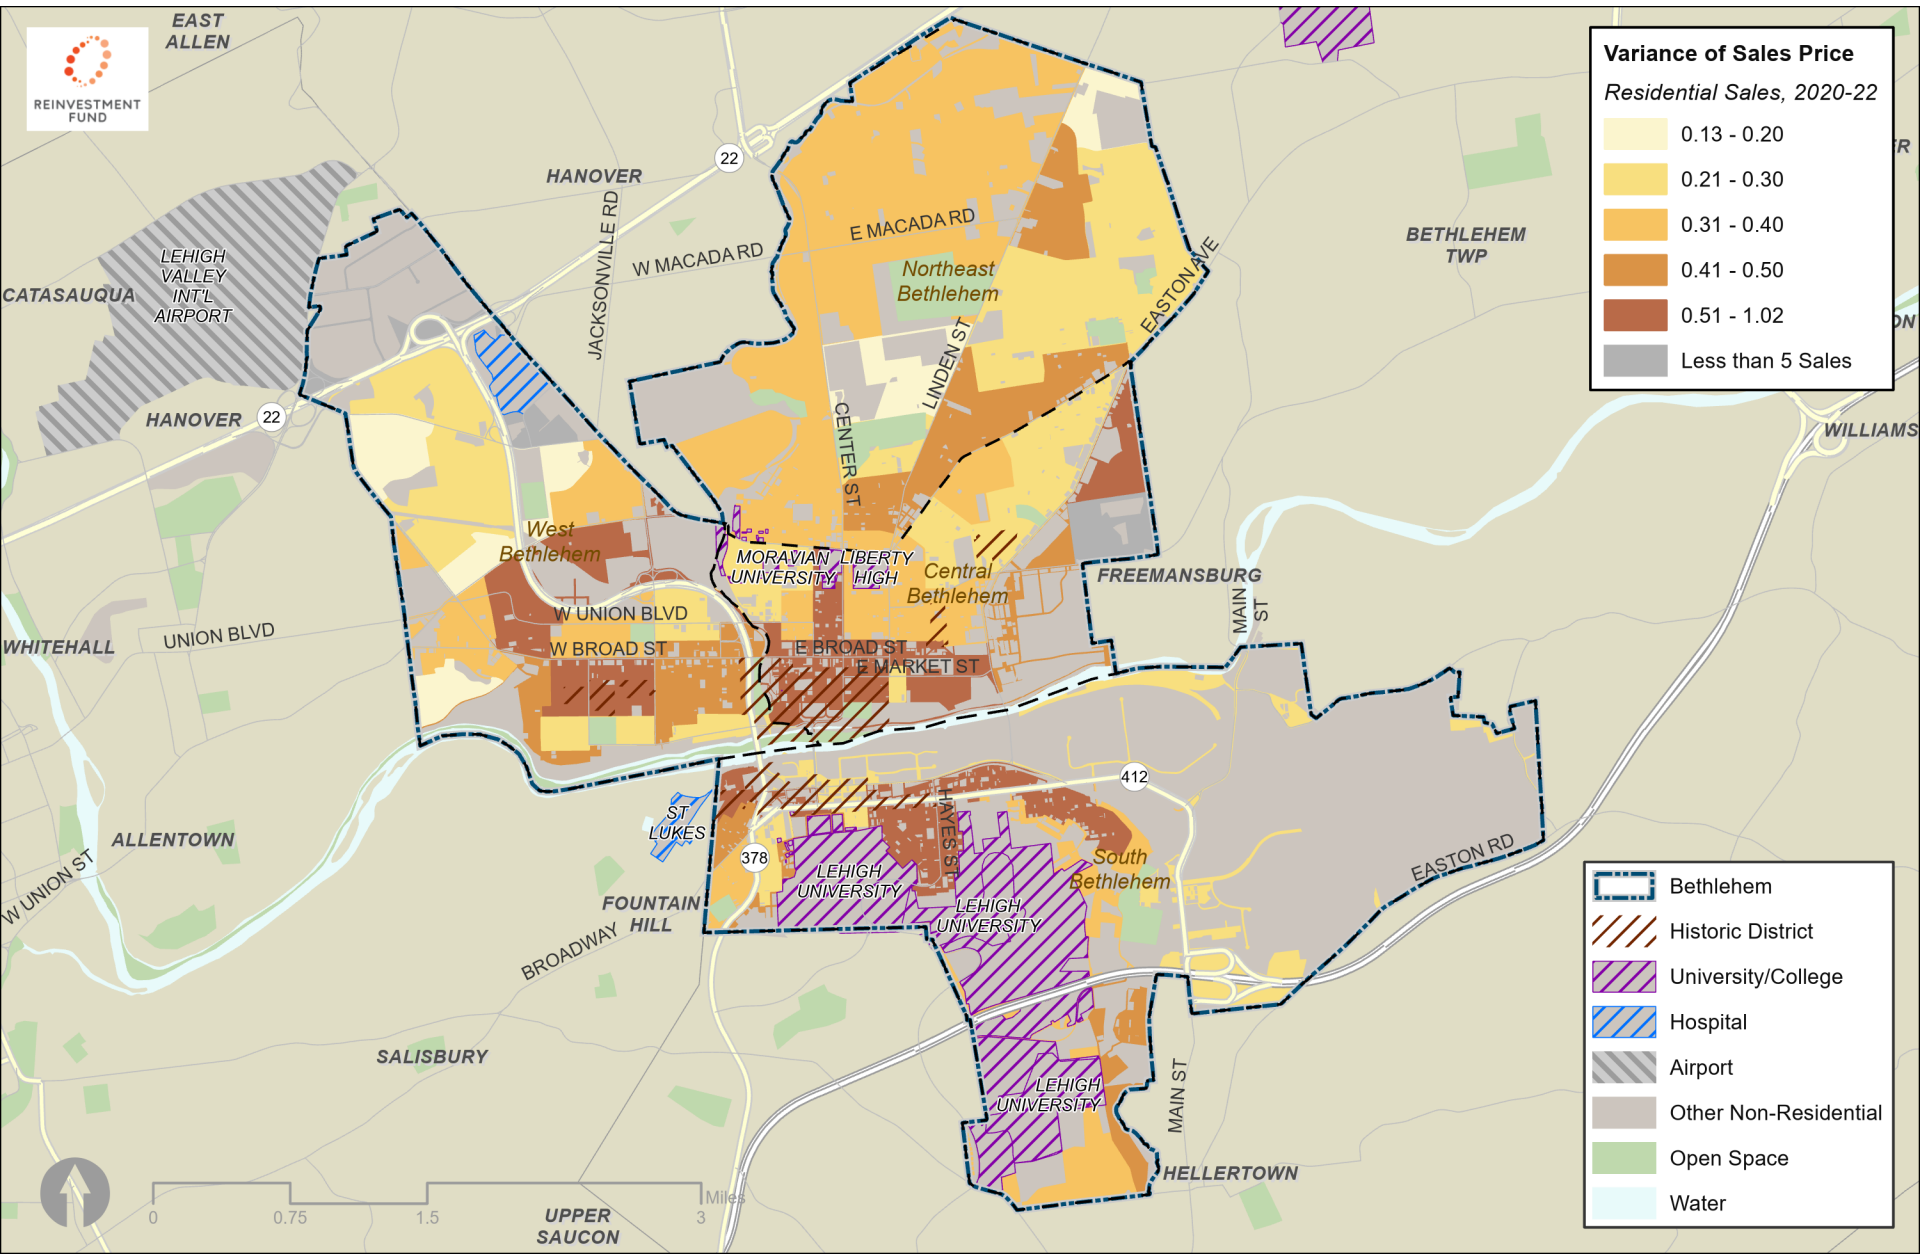 EAST
ALLEN
REINVESTMENT
FUND
22
HANOVER
JACKSONVILLE RD
W MACADA RD
E MACADA RD
LEHIGH
VALLEY
INT'L
AIRPORT
CATASAUQUA
HANOVER
22
Northeast
Bethlehem
LINDEN ST
CENTER ST
EASTON AVE
BETHLEHEM
TWP
WILLIAMS
West
Bethlehem
MORAVIAN
UNIVERSITY
LIBERTY
HIGH
Central
Bethlehem
FREEMANSBURG
MAIN
ST
WHITEHALL
UNION BLVD
W UNION BLVD
W BROAD ST
E BROAD ST
E MARKET ST
412
HAYES ST
ST
LUKES
378
ALLENTOWN
W UNION ST
LEHIGH
UNIVERSITY
LEHIGH
UNIVERSITY
South
Bethlehem
EASTON RD
FOUNTAIN
HILL
BROADWAY
SALISBURY
LEHIGH
UNIVERSITY
MAIN ST
HELLERTOWN
UPPER
SAUCON
0 0.75 1.5 3
Miles
Variance of Sales Price
Residential Sales, 2020-22
0.13 - 0.20
0.21 - 0.30
0.31 - 0.40
0.41 - 0.50
0.51 - 1.02
Less than 5 Sales
Bethlehem
Historic District
University/College
Hospital
Airport
Other Non-Residential
Open Space
Water